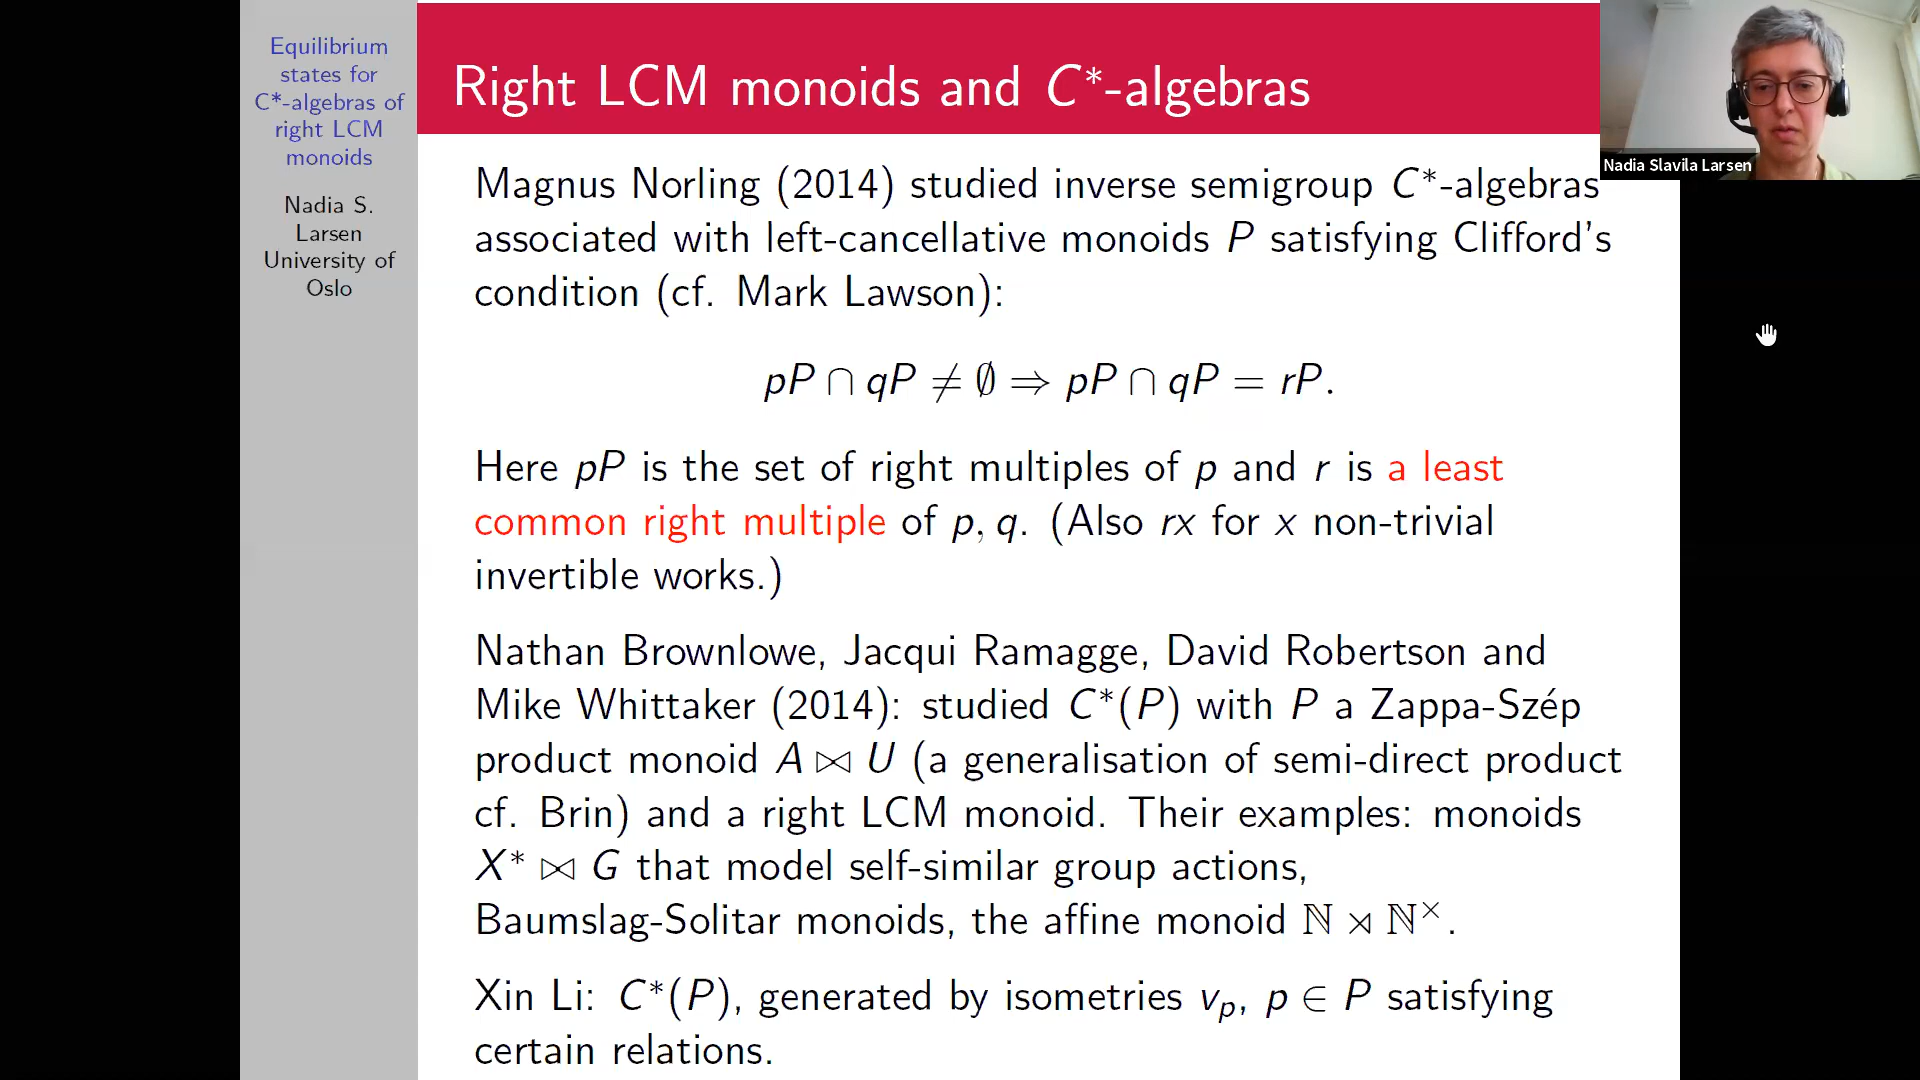 Equilibrium
states for
C*-algebras of
right LCM
monoids
Nadia S.
Larsen
University of
Oslo
Right LCM monoids and C*-algebras
Nadia Slavila Larsen
Magnus Norling (2014) studied inverse semigroup C*-algebras
associated with left-cancellative monoids P satisfying Clifford's
condition (cf. Mark Lawson):
pP ∩ qP ≠ ∅ ⇒ pP ∩ qP = rP.
Here pP is the set of right multiples of p and r is a least
common right multiple of p, q. (Also rx for x non-trivial
invertible works.)
Nathan Brownlowe, Jacqui Ramagge, David Robertson and
Mike Whittaker (2014): studied C*(P) with P a Zappa-Szép
product monoid A ⋈ U (a generalisation of semi-direct product
cf. Brin) and a right LCM monoid. Their examples: monoids
X* ⋈ G that model self-similar group actions,
Baumslag-Solitar monoids, the affine monoid ℕ ⋊ ℕ^×.
Xin Li: C*(P), generated by isometries v_p, p ∈ P satisfying
certain relations.